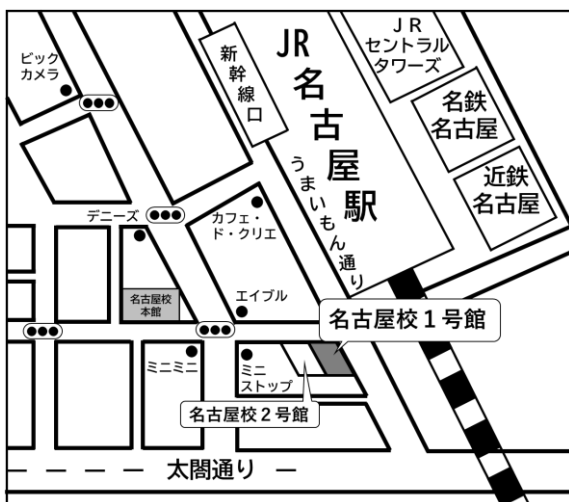 ビック
カメラ
新幹線口
JR名古屋駅
うまいもん通り
JR
セントラル
タワーズ
名鉄
名古屋
近鉄
名古屋
デニーズ
カフェ・
ド・クリエ
名古屋校
本館
エイブル
名古屋校1号館
ミニミニ
ミニ
ストップ
名古屋校2号館
太閤通り